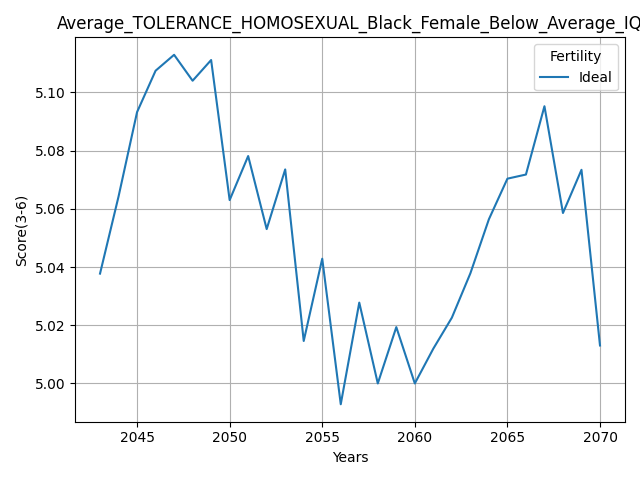 Average_TOLERANCE_HOMOSEXUAL_Black_Female_Below_Average_IQ
Fertility
Ideal
5.10
5.08
5.06
5.04
5.02
5.00
Score(3-6)
2045 2050 2055 2060 2065 2070
Years